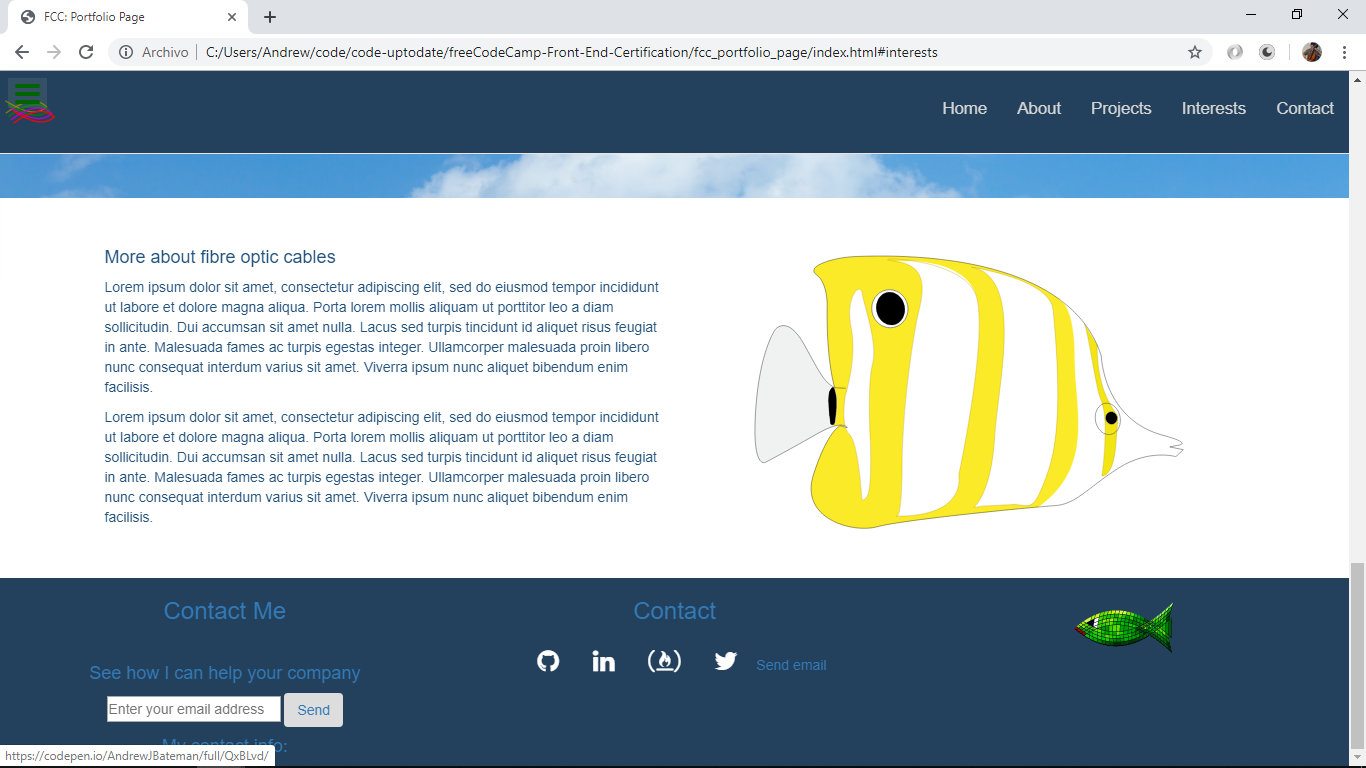 FCC: Portfolio Page
Archivo
C:/Users/Andrew/code/code-uptodate/freeCodeCamp-Front-End-Certification/fcc_portfolio_page/index.html#interests
Home About Projects Interests Contact
More about fibre optic cables
Lorem ipsum dolor sit amet, consectetur adipiscing elit, sed do eiusmod tempor incididunt
ut labore et dolore magna aliqua. Porta lorem mollis aliquam ut porttitor leo a diam
sollicitudin. Dui accumsan sit amet nulla. Lacus sed turpis tincidunt id aliquet risus feugiat
in ante. Malesuada fames ac turpis egestas integer. Ullamcorper malesuada proin libero
nunc consequat interdum varius sit amet. Viverra ipsum nunc aliquet bibendum enim
facilisis.
Lorem ipsum dolor sit amet, consectetur adipiscing elit, sed do eiusmod tempor incididunt
ut labore et dolore magna aliqua. Porta lorem mollis aliquam ut porttitor leo a diam
sollicitudin. Dui accumsan sit amet nulla. Lacus sed turpis tincidunt id aliquet risus feugiat
in ante. Malesuada fames ac turpis egestas integer. Ullamcorper malesuada proin libero
nunc consequat interdum varius sit amet. Viverra ipsum nunc aliquet bibendum enim
facilisis.
Contact Me
See how I can help your company
Enter your email address Send
My contact info:
Contact
Send email
https://codepen.io/AndrewJBateman/full/QxBLvd/